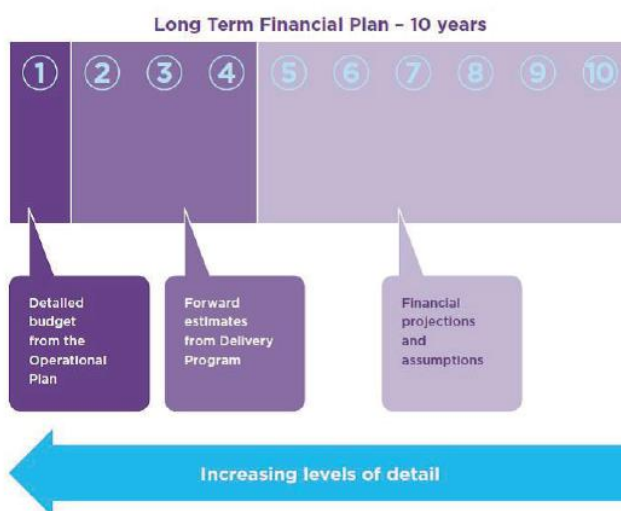 Long Term Financial Plan – 10 years
1 2 3 4 5 6 7 8 9 10
Detailed
budget
from the
Operational
Plan
Forward
estimates
from Delivery
Program
Financial
projections
and
assumptions
Increasing levels of detail